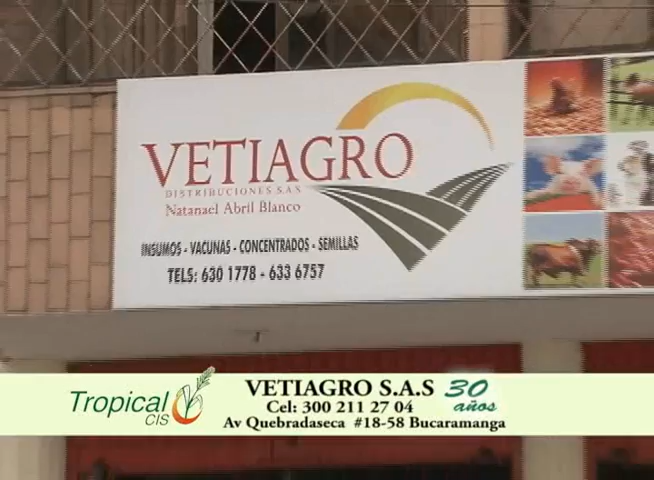 VETIAGRO
DISTRIBUCIONES S.A.S
Natanael Abril Blanco
INSUMOS - VACUNAS - CONCENTRADOS - SEMILLAS
TELS: 630 1778 - 633 6757
Tropical
CIS
VETIAGRO S.A.S
30
años
Cel: 300 211 27 04
Av Quebradaseca #18-58 Bucaramanga